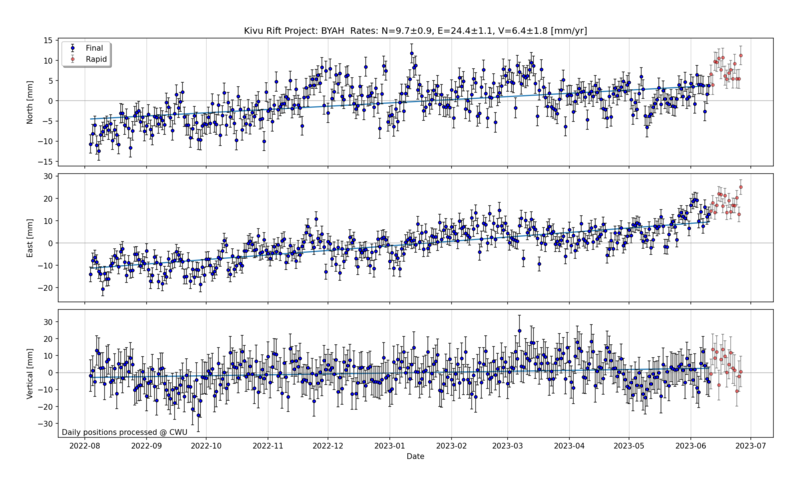 Kivu Rift Project: BYAH Rates: N=9.7±0.9, E=24.4±1.1, V=6.4±1.8 [mm/yr]
Final
Rapid
North [mm]
15
10
5
0
−5
−10
−15
East [mm]
30
20
10
0
−10
−20
Vertical [mm]
30
20
10
0
−10
−20
−30
Daily positions processed @ CWU
2022-08 2022-09 2022-10 2022-11 2022-12 2023-01 2023-02 2023-03 2023-04 2023-05 2023-06 2023-07
Date